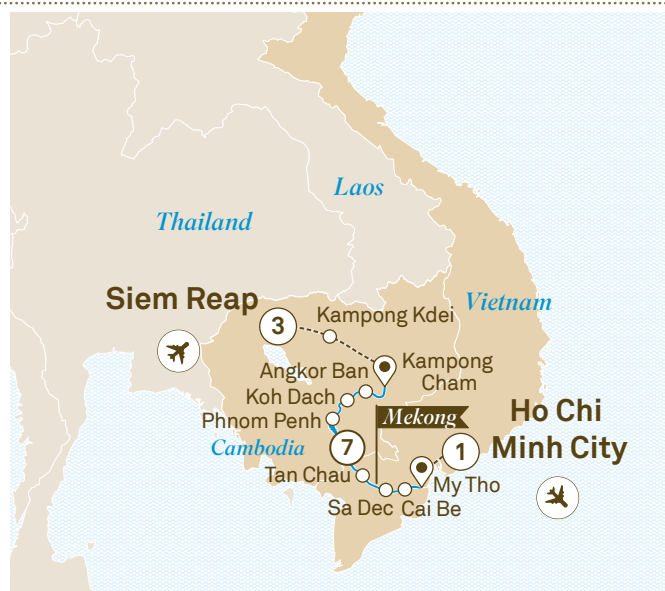 Laos
Thailand
Siem Reap
Vietnam
3
Kampong Kdei
Angkor Ban
Kampong
Cham
Koh Dach
Phnom Penh
Mekong
Ho Chi
Minh City
Cambodia
7
1
Tan Chau
My Tho
Sa Dec
Cai Be